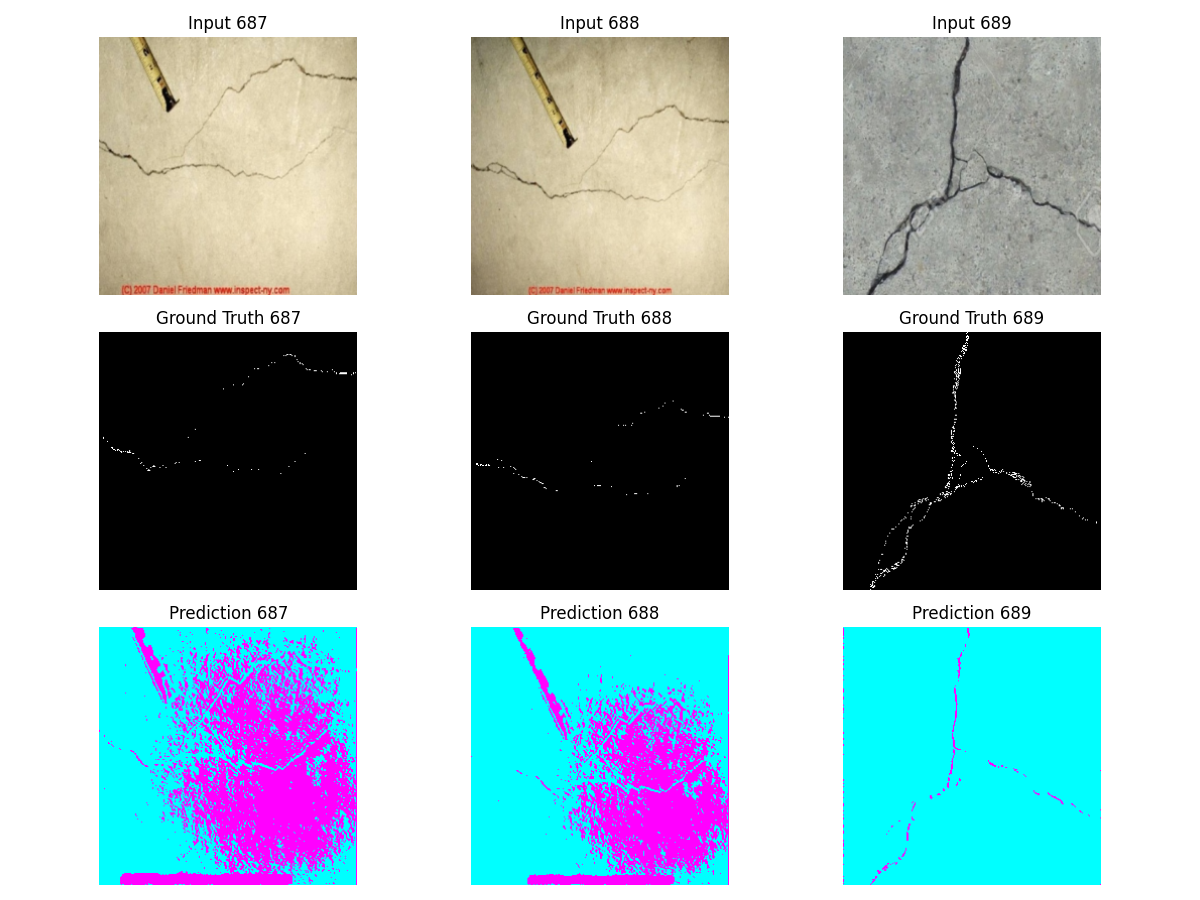 Input 687
Input 688
Input 689
(C) 2007 Daniel Friedman www.inspect-ny.com
(C) 2007 Daniel Friedman www.inspect-ny.com
Ground Truth 687
Ground Truth 688
Ground Truth 689
Prediction 687
Prediction 688
Prediction 689